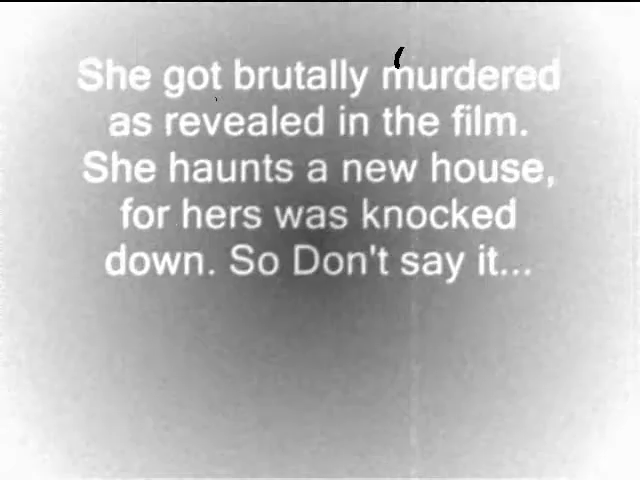 She got brutally murdered
as revealed in the film.
She haunts a new house,
for hers was knocked
down. So Don't say it...